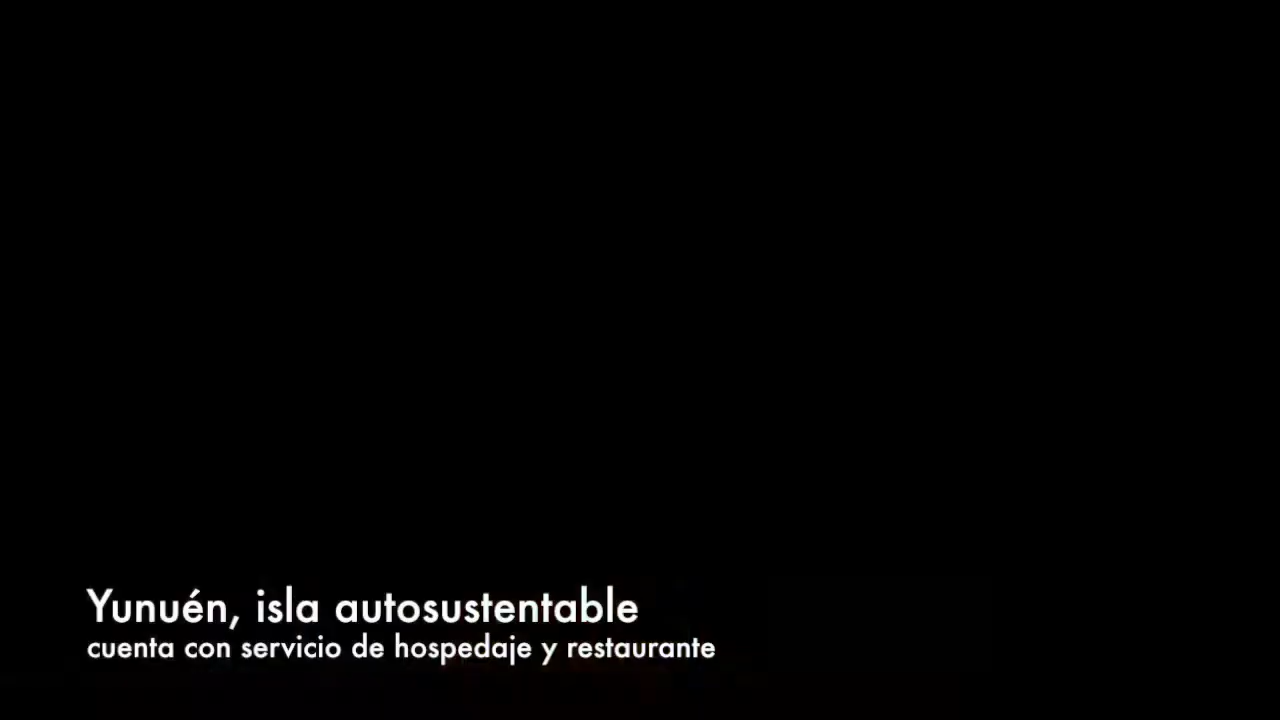 Yunuén, isla autosustentable
cuenta con servicio de hospedaje y restaurante